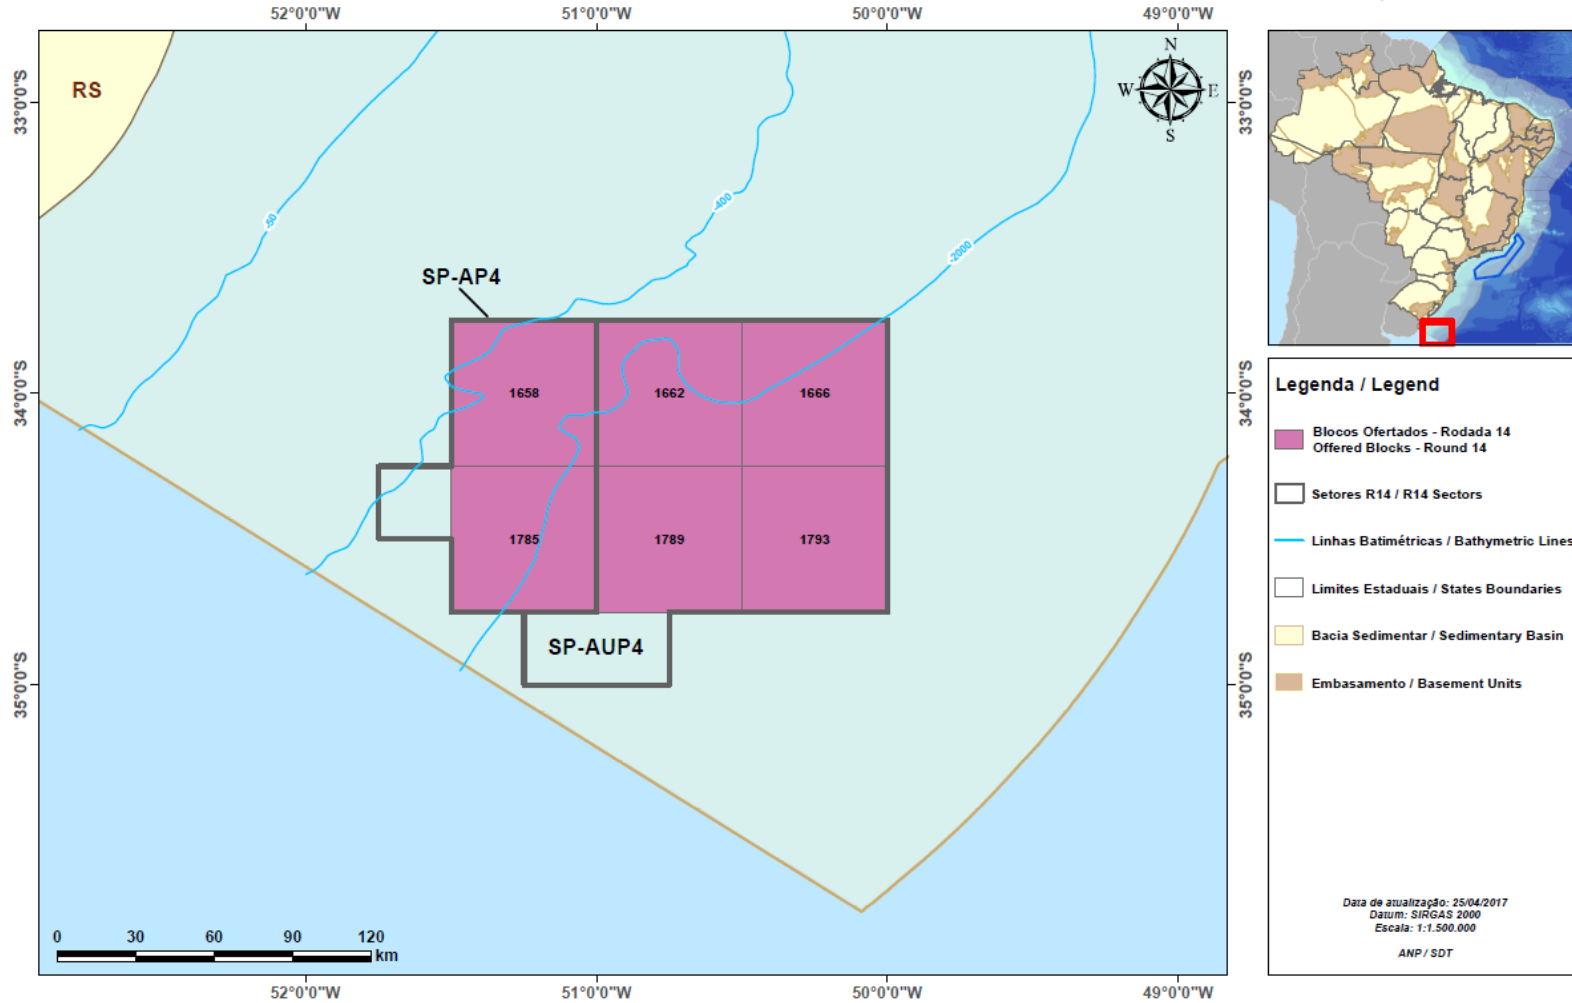 52°0'0"W
51°0'0"W
50°0'0"W
49°0'0"W
33°0'0"S
33°0'0"S
34°0'0"S
34°0'0"S
35°0'0"S
35°0'0"S
RS
N
W
E
S
-50
-400
-2000
SP-AP4
1658
1662
1666
1785
1789
1793
SP-AUP4
0 30 60 90 120
km
52°0'0"W
51°0'0"W
50°0'0"W
49°0'0"W
Legenda / Legend
Blocos Ofertados - Rodada 14
Offered Blocks - Round 14
Setores R14 / R14 Sectors
Linhas Batimétricas / Bathymetric Lines
Limites Estaduais / States Boundaries
Bacia Sedimentar / Sedimentary Basin
Embasamento / Basement Units
Data de atualização: 25/04/2017
Datum: SIRGAS 2000
Escala: 1:1.500.000
ANP / SDT